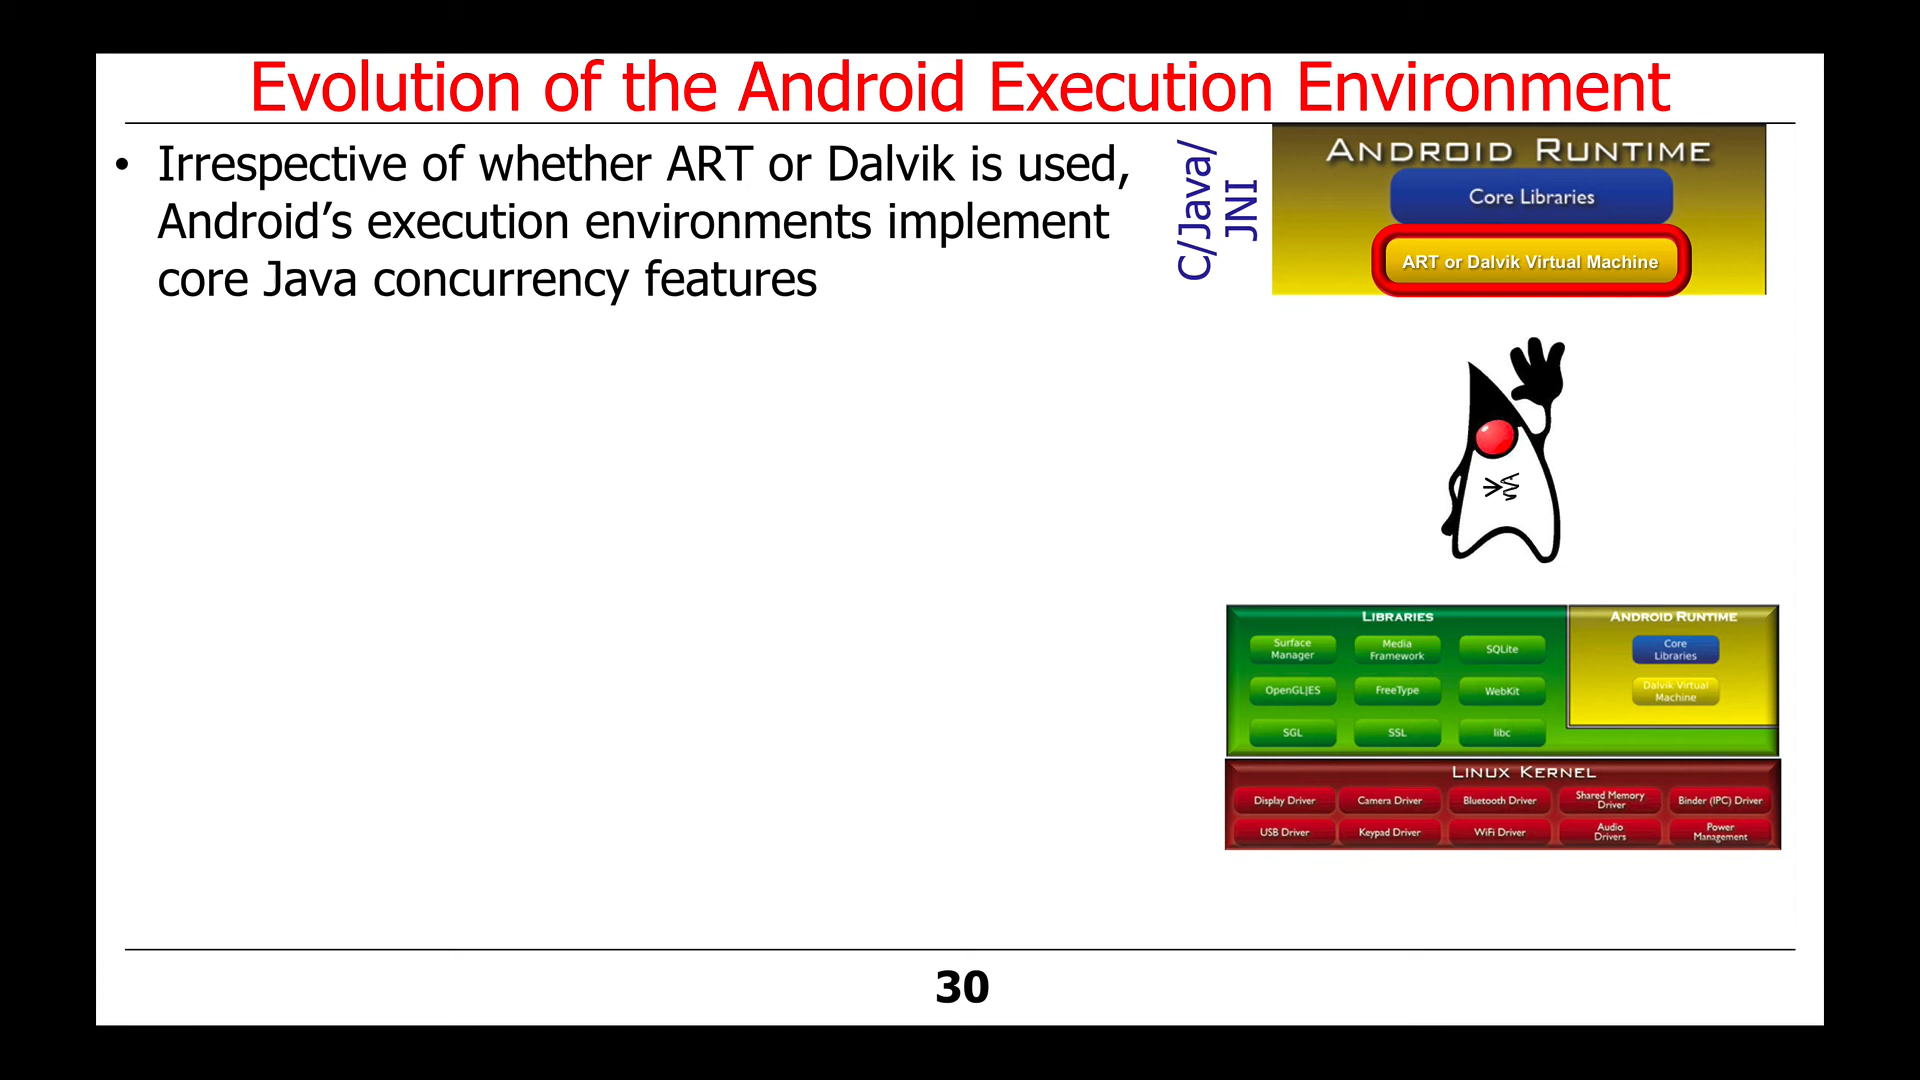 Evolution of the Android Execution Environment
• Irrespective of whether ART or Dalvik is used,
Android’s execution environments implement
core Java concurrency features
C/Java/
JNI
ANDROID RUNTIME
Core Libraries
ART or Dalvik Virtual Machine
LIBRARIES
Surface
Manager
Media
Framework
SQLite
OpenGL|ES
FreeType
WebKit
SGL
SSL
libc
ANDROID RUNTIME
Core
Libraries
Dalvik Virtual
Machine
LINUX KERNEL
Display Driver
Camera Driver
Bluetooth Driver
Shared Memory
Driver
Binder (IPC) Driver
USB Driver
Keypad Driver
WiFi Driver
Audio
Drivers
Power
Management
30